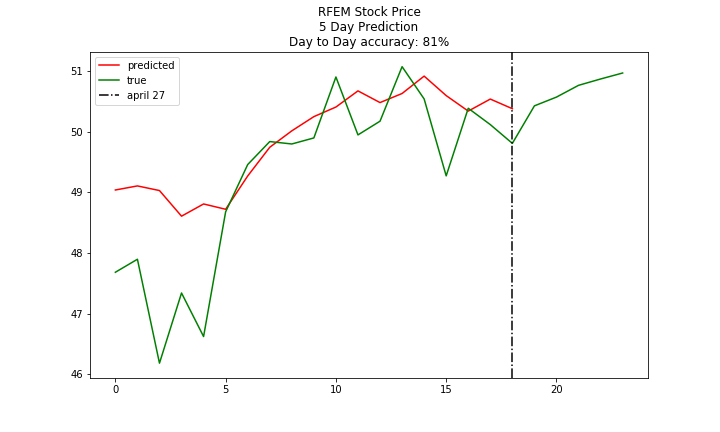 RFEM Stock Price
5 Day Prediction
Day to Day accuracy: 81%
predicted
true
april 27
51
50
49
48
47
46
0 5 10 15 20